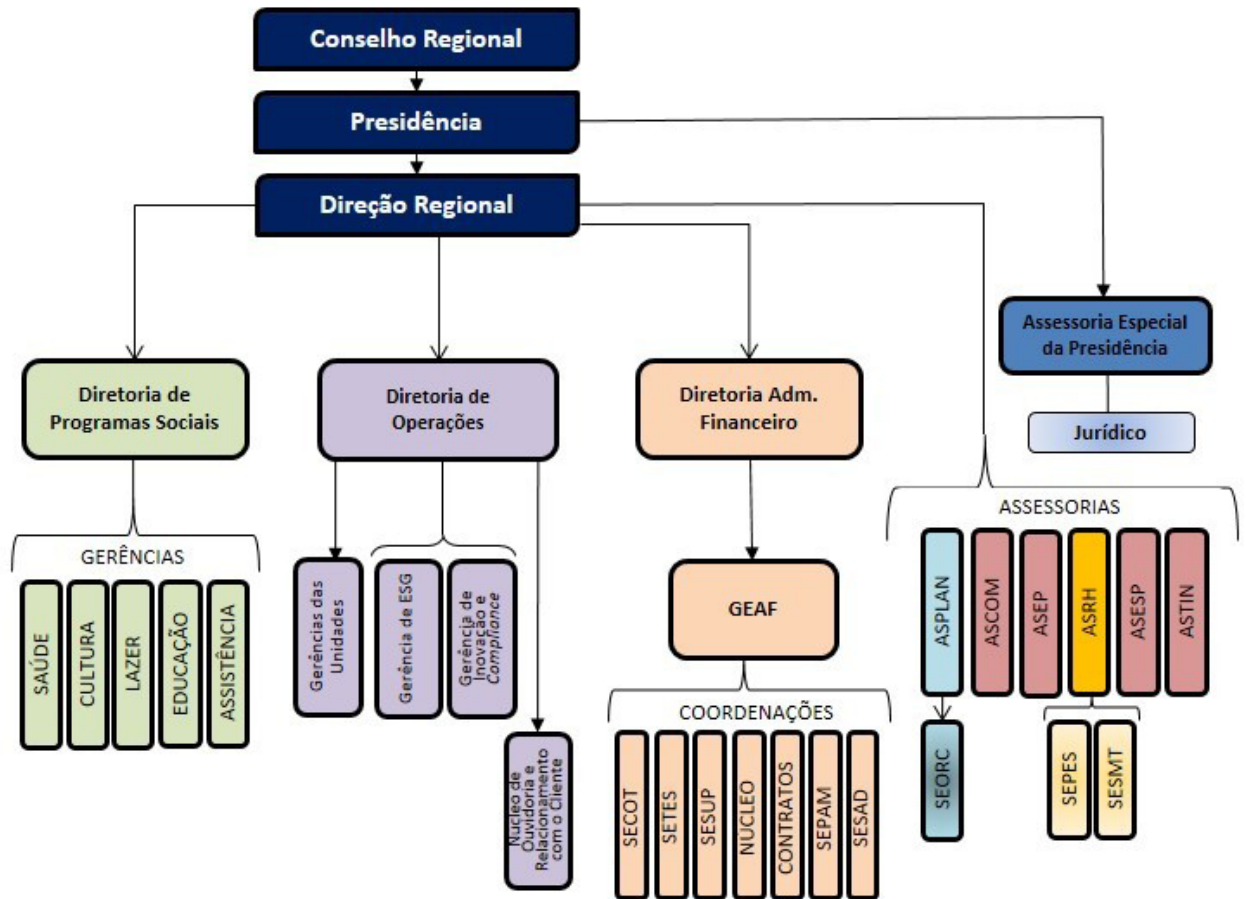 Conselho Regional
Presidência
Direção Regional
Assessoria Especial
da Presidência
Jurídico
Diretoria de
Programas Sociais
Diretoria de
Operações
Diretoria Adm.
Financeiro
GERÊNCIAS
SAÚDE
CULTURA
LAZER
EDUCAÇÃO
ASSISTÊNCIA
Gerências das
Unidades
Gerência de ESG
Gerência de
Inovação e
Compliance
Núcleo de
Ouvidoria e
Relacionamento
com o Cliente
GEAF
COORDENAÇÕES
SECOT
SETES
SESUP
NÚCLEO
CONTRATOS
SEPAM
SESAD
ASSESSORIAS
ASPLAN
ASCOM
ASEP
ASRH
ASESP
ASTIN
SEORC
SEPES
SESMT